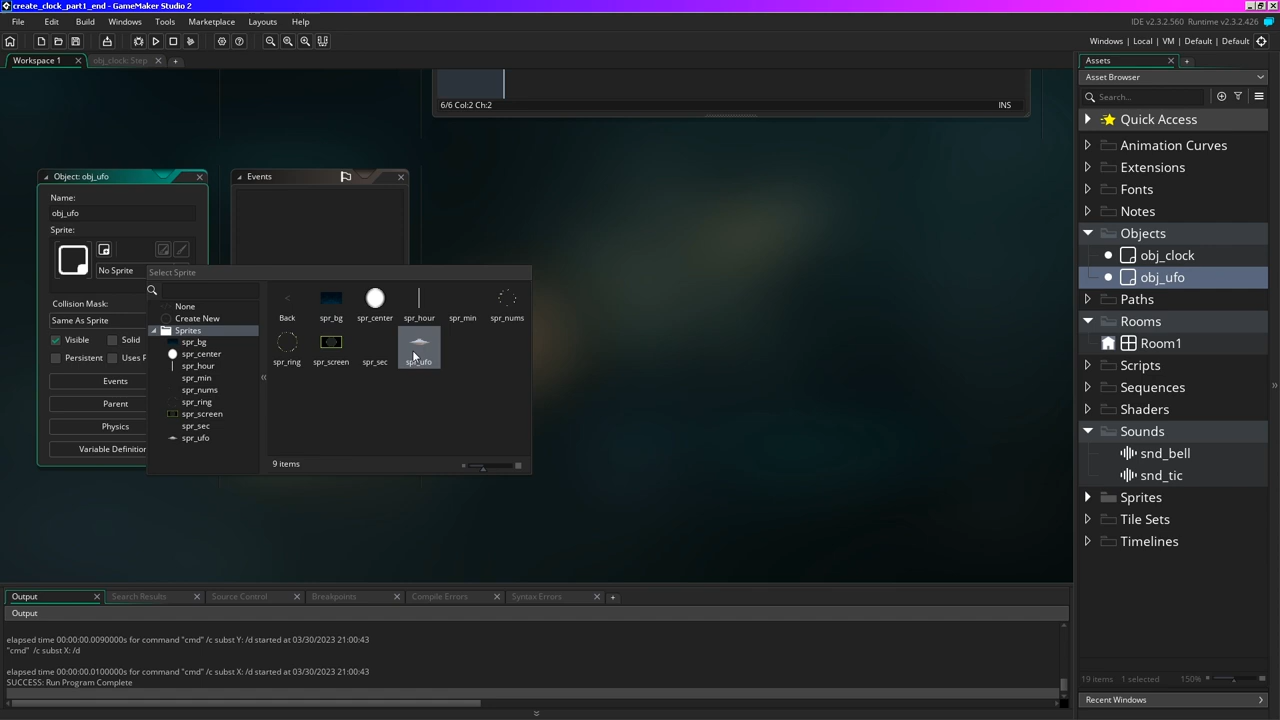 create_clock_part1_end - GameMaker Studio 2
File Edit Build Windows Tools Marketplace Layouts Help
IDE v2.3.2.560 Runtime v2.3.2.426
Windows | Local | VM | Default | Default
Workspace 1
obj_clock: Step
6/6 Col:2 Ch:2
INS
Object: obj_ufo
Name:
obj_ufo
Sprite:
No Sprite
Collision Mask:
Same As Sprite
Visible
Solid
Persistent
Uses P
Events
Parent
Physics
Variable Definition
Events
Select Sprite
None
Create New
Sprites
spr_bg
spr_center
spr_hour
spr_min
spr_nums
spr_ring
spr_screen
spr_sec
spr_ufo
Back spr_bg spr_center spr_hour spr_min spr_nums
spr_ring spr_screen spr_sec spr_ufo
9 items
Output
Search Results
Source Control
Breakpoints
Compile Errors
Syntax Errors
Output
elapsed time 00:00:00.0090000s for command "cmd" /c subst Y: /d started at 03/30/2023 21:00:43
"cmd" /c subst X: /d
elapsed time 00:00:00.0100000s for command "cmd" /c subst X: /d started at 03/30/2023 21:00:43
SUCCESS: Run Program Complete
Assets
Asset Browser
Search...
Quick Access
Animation Curves
Extensions
Fonts
Notes
Objects
obj_clock
obj_ufo
Paths
Rooms
Room1
Scripts
Sequences
Shaders
Sounds
snd_bell
snd_tic
Sprites
Tile Sets
Timelines
19 items 1 selected 150%
Recent Windows